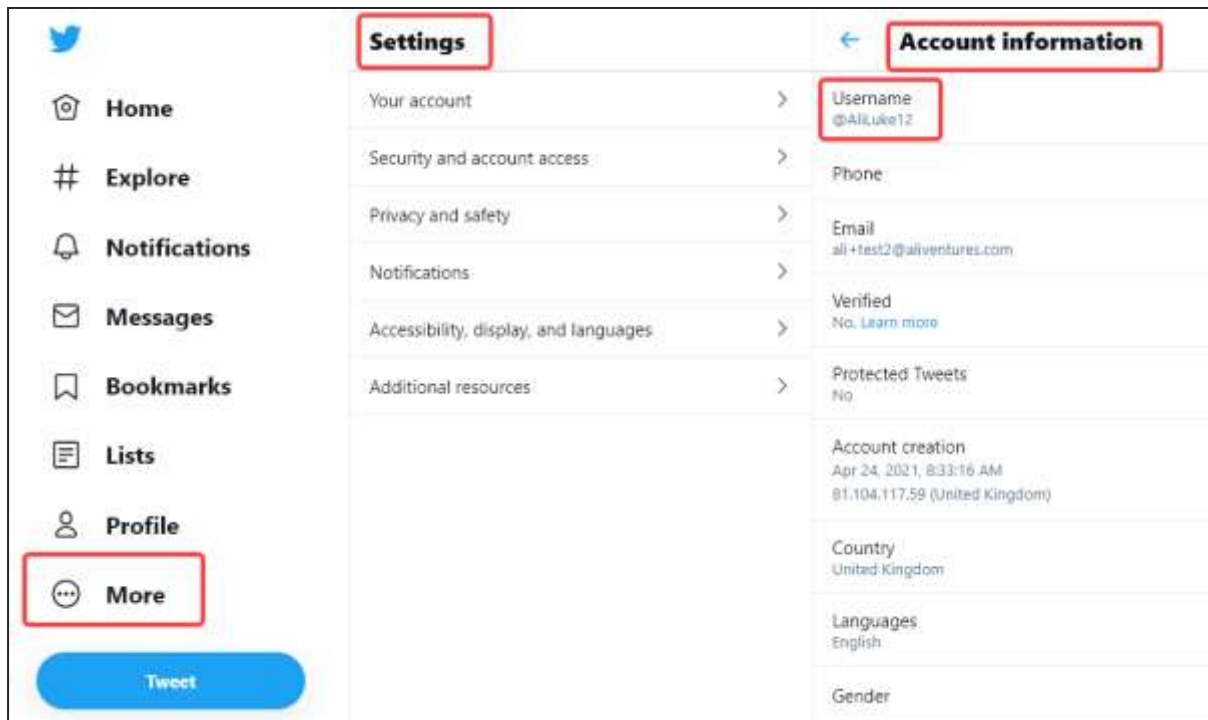 Home
Explore
Notifications
Messages
Bookmarks
Lists
Profile
More
Tweet
Settings
Your account
Security and account access
Privacy and safety
Notifications
Accessibility, display, and languages
Additional resources
Account information
Username
@AliLuke12
Phone
Email
ali+test2@aliventures.com
Verified
No. Learn more
Protected Tweets
No
Account creation
Apr 24, 2021, 8:33:16 AM
81.104.117.59 (United Kingdom)
Country
United Kingdom
Languages
English
Gender